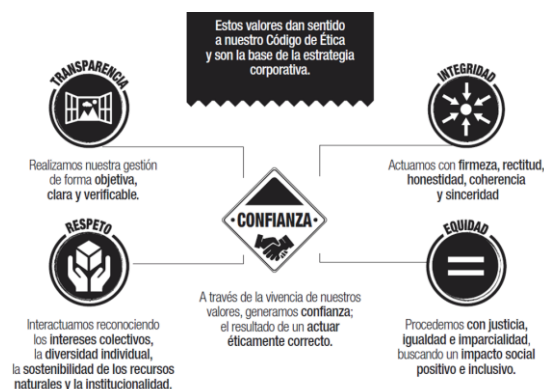 Estos valores dan sentido
a nuestro Código de Ética
y son la base de la estrategia
corporativa.
TRANSPARENCIA
Realizamos nuestra gestión
de forma objetiva,
clara y verificable.
INTEGRIDAD
Actuamos con firmeza, rectitud,
honestidad, coherencia
y sinceridad
CONFIANZA
A través de la vivencia de nuestros
valores, generamos confianza;
el resultado de un actuar
éticamente correcto.
RESPETO
Interactuamos reconociendo
los intereses colectivos,
la diversidad individual,
la sostenibilidad de los recursos
naturales y la institucionalidad.
EQUIDAD
Procedemos con justicia,
igualdad e imparcialidad,
buscando un impacto social
positivo e inclusivo.